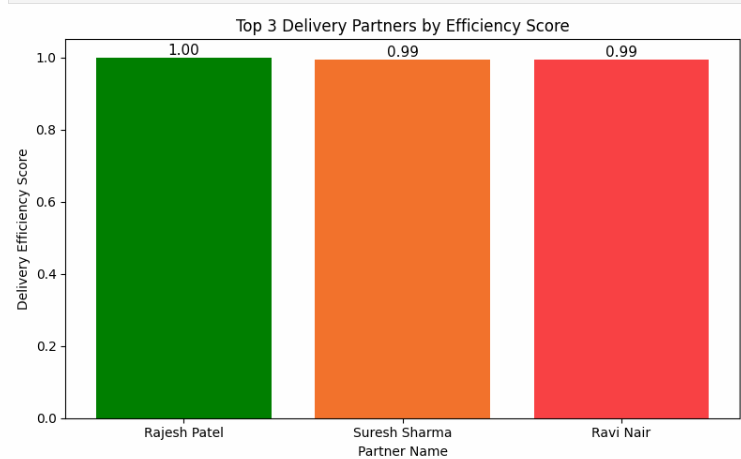 Top 3 Delivery Partners by Efficiency Score
1.00 0.99 0.99
1.0
0.8
0.6
0.4
0.2
0.0
Delivery Efficiency Score
Rajesh Patel Suresh Sharma Ravi Nair
Partner Name